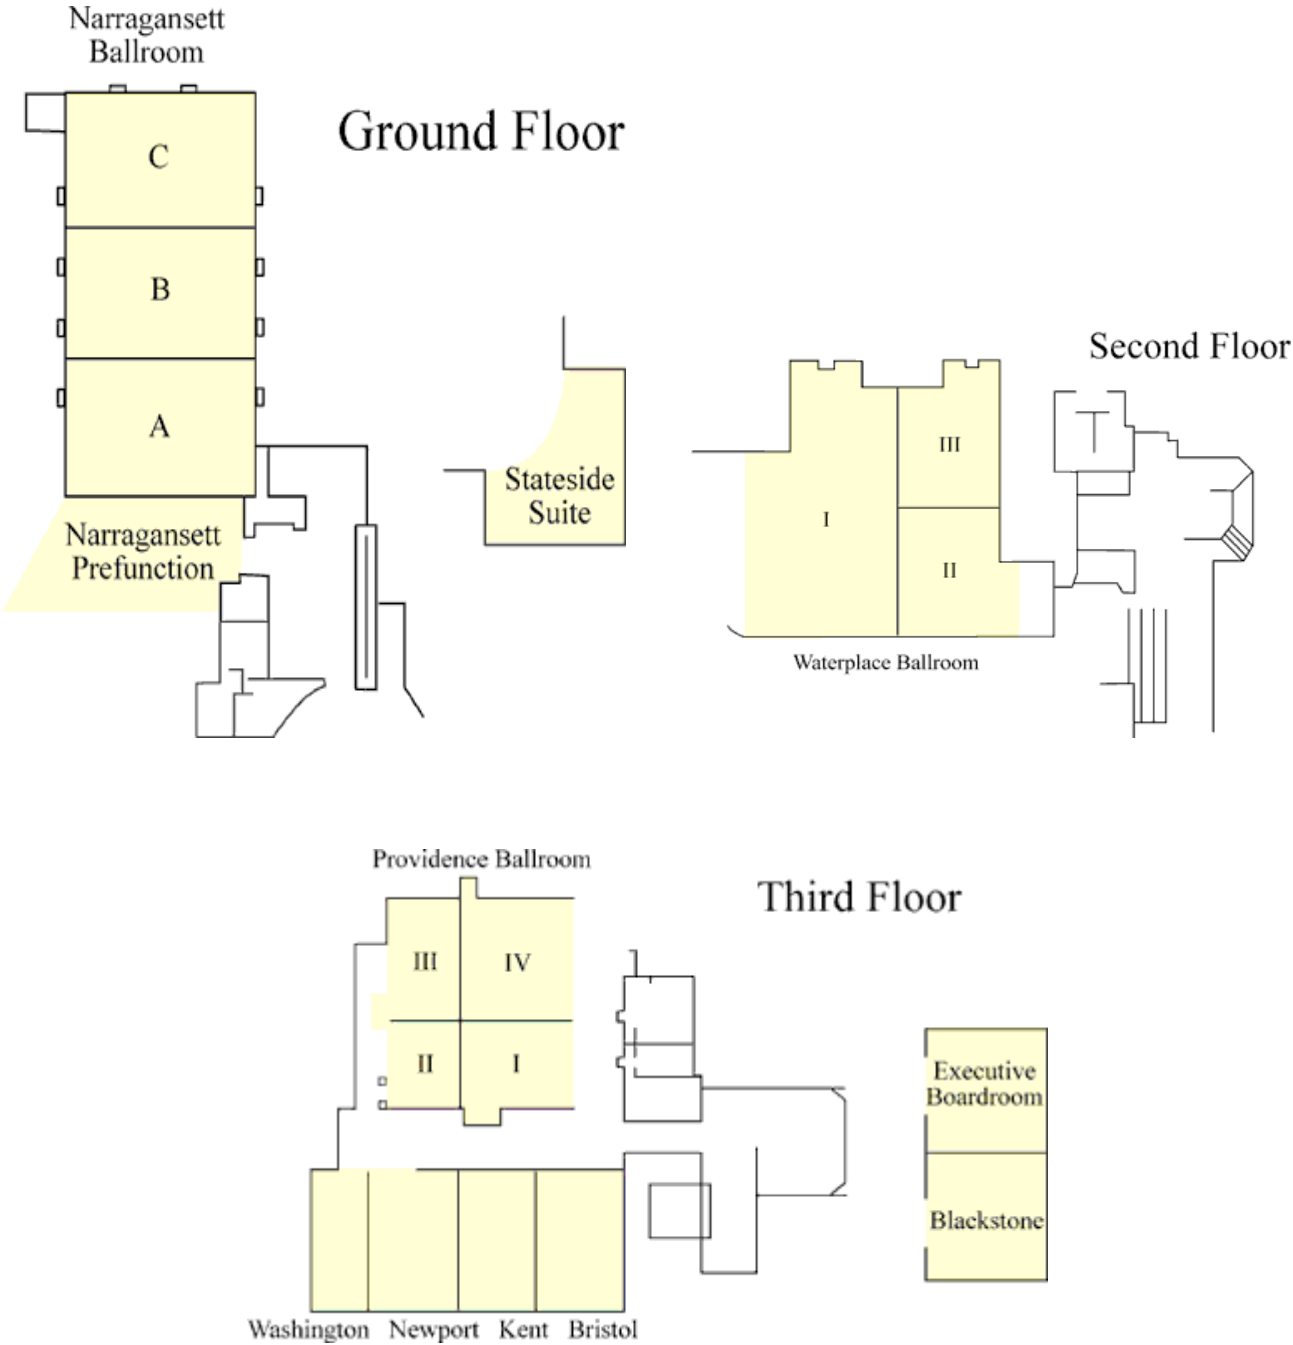 Narragansett
Ballroom
Ground Floor
C
B
A
Narragansett
Prefunction
Stateside
Suite
Second Floor
III
I
II
Waterplace Ballroom
Providence Ballroom
Third Floor
III
IV
II
I
Executive
Boardroom
Blackstone
Washington Newport Kent Bristol